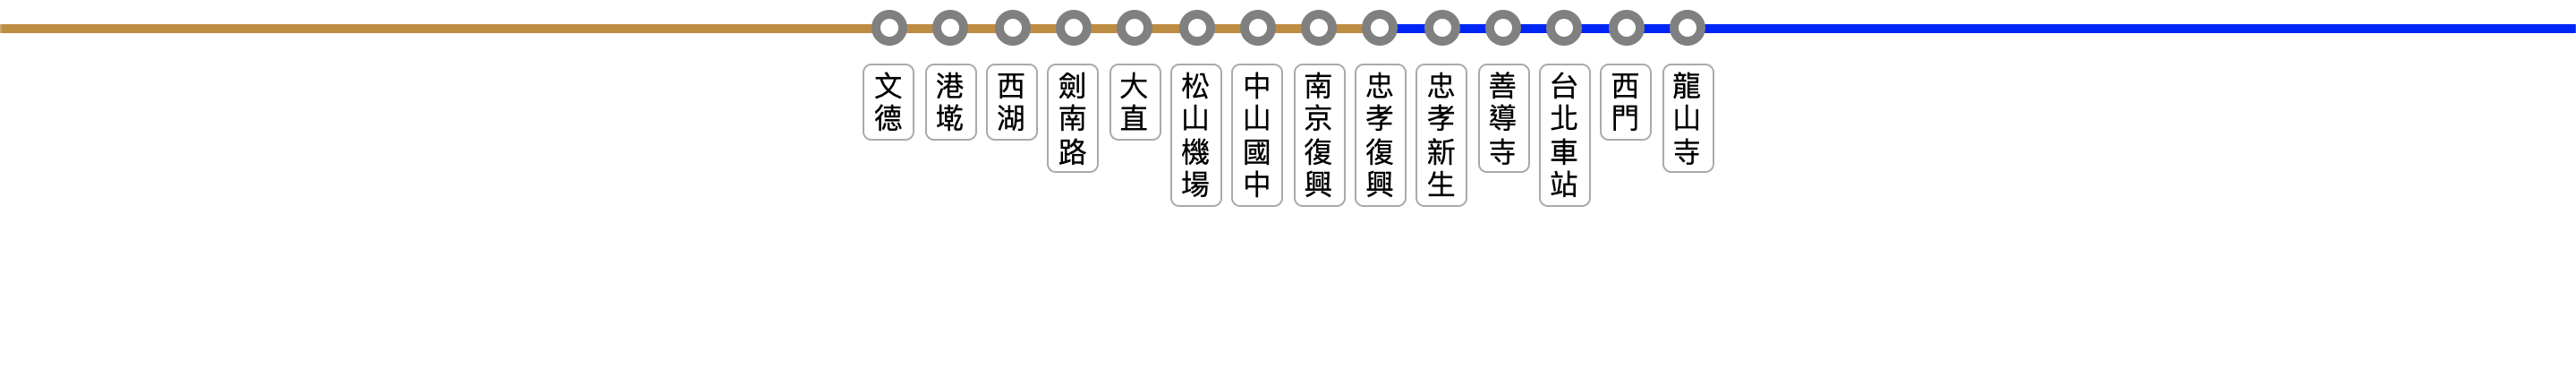 文德
港墘
西湖
劍南路
大直
松山機場
中山國中
南京復興
忠孝復興
忠孝新生
善導寺
台北車站
西門
龍山寺